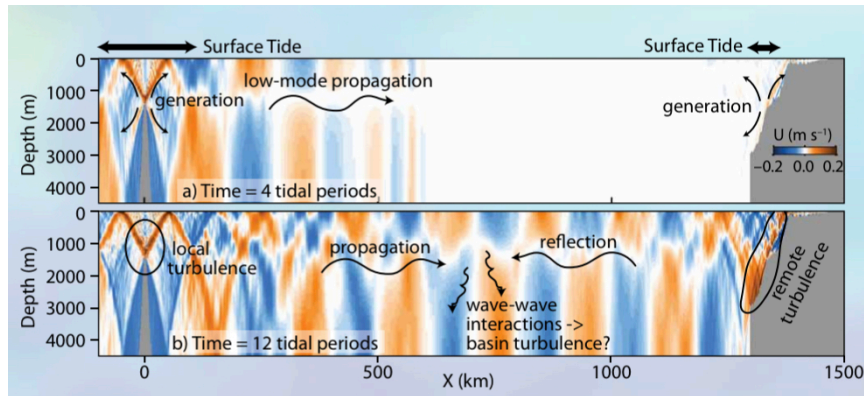 Surface Tide
Surface Tide
0
1000
2000
3000
4000
Depth (m)
generation
low-mode propagation
generation
U (m s⁻¹)
−0.2
0.0
0.2
a) Time = 4 tidal periods
0
1000
2000
3000
4000
Depth (m)
local
turbulence
propagation
reflection
wave-wave
interactions ->
basin turbulence?
remote
turbulence
b) Time = 12 tidal periods
0
500
1000
1500
X (km)